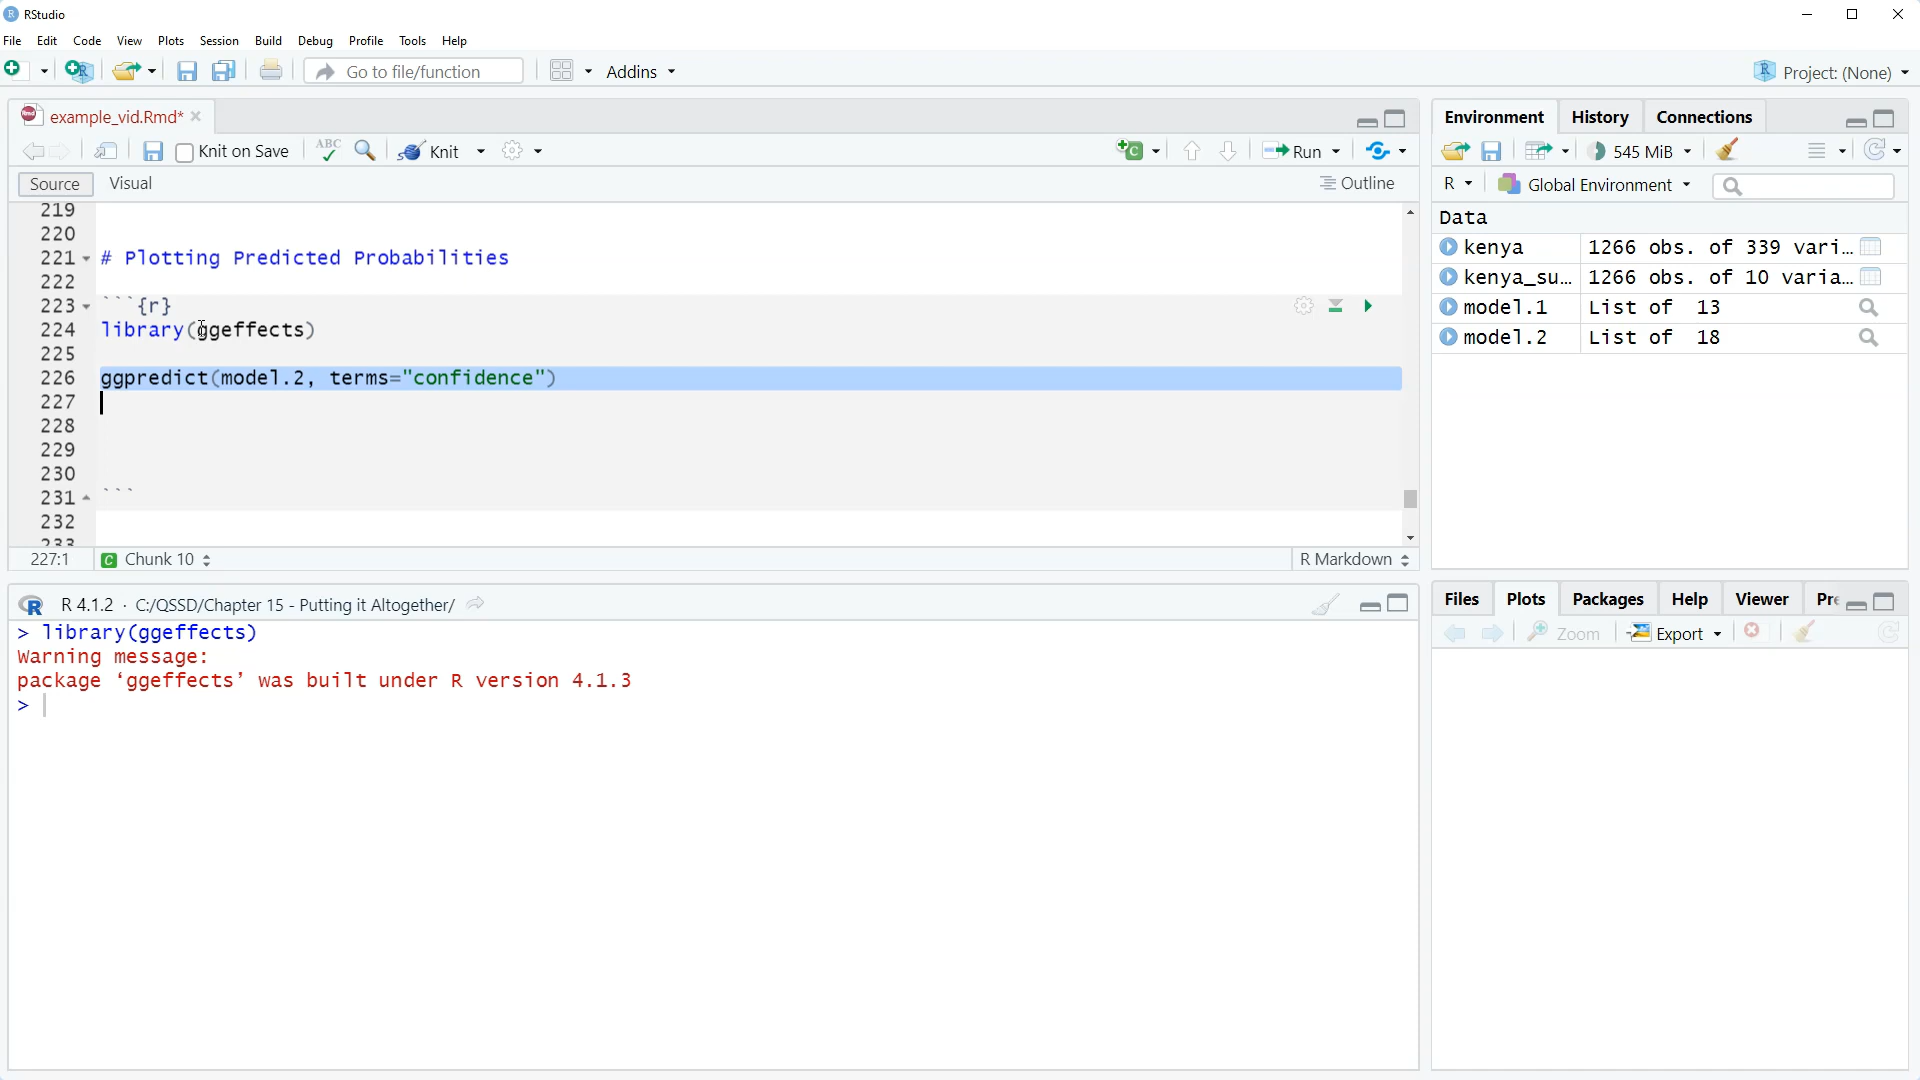 RStudio
File Edit Code View Plots Session Build Debug Profile Tools Help
Go to file/function Addins Project: (None)
example_vid.Rmd*
Knit on Save ABC Knit Run
Source Visual Outline
219
220
221 # Plotting Predicted Probabilities
222
223 ```{r}
224 library(ggeffects)
225
226 ggpredict(model.2, terms="confidence")
227
228
229
230
231 ```
232
233
227:1 C Chunk 10 R Markdown
R 4.1.2 · C:/QSSD/Chapter 15 - Putting it Altogether/
> library(ggeffects)
Warning message:
package ‘ggeffects’ was built under R version 4.1.3
>
Environment History Connections
545 MiB
R Global Environment
Data
kenya 1266 obs. of 339 vari…
kenya_su… 1266 obs. of 10 varia…
model.1 List of 13
model.2 List of 18
Files Plots Packages Help Viewer Pre
Zoom Export